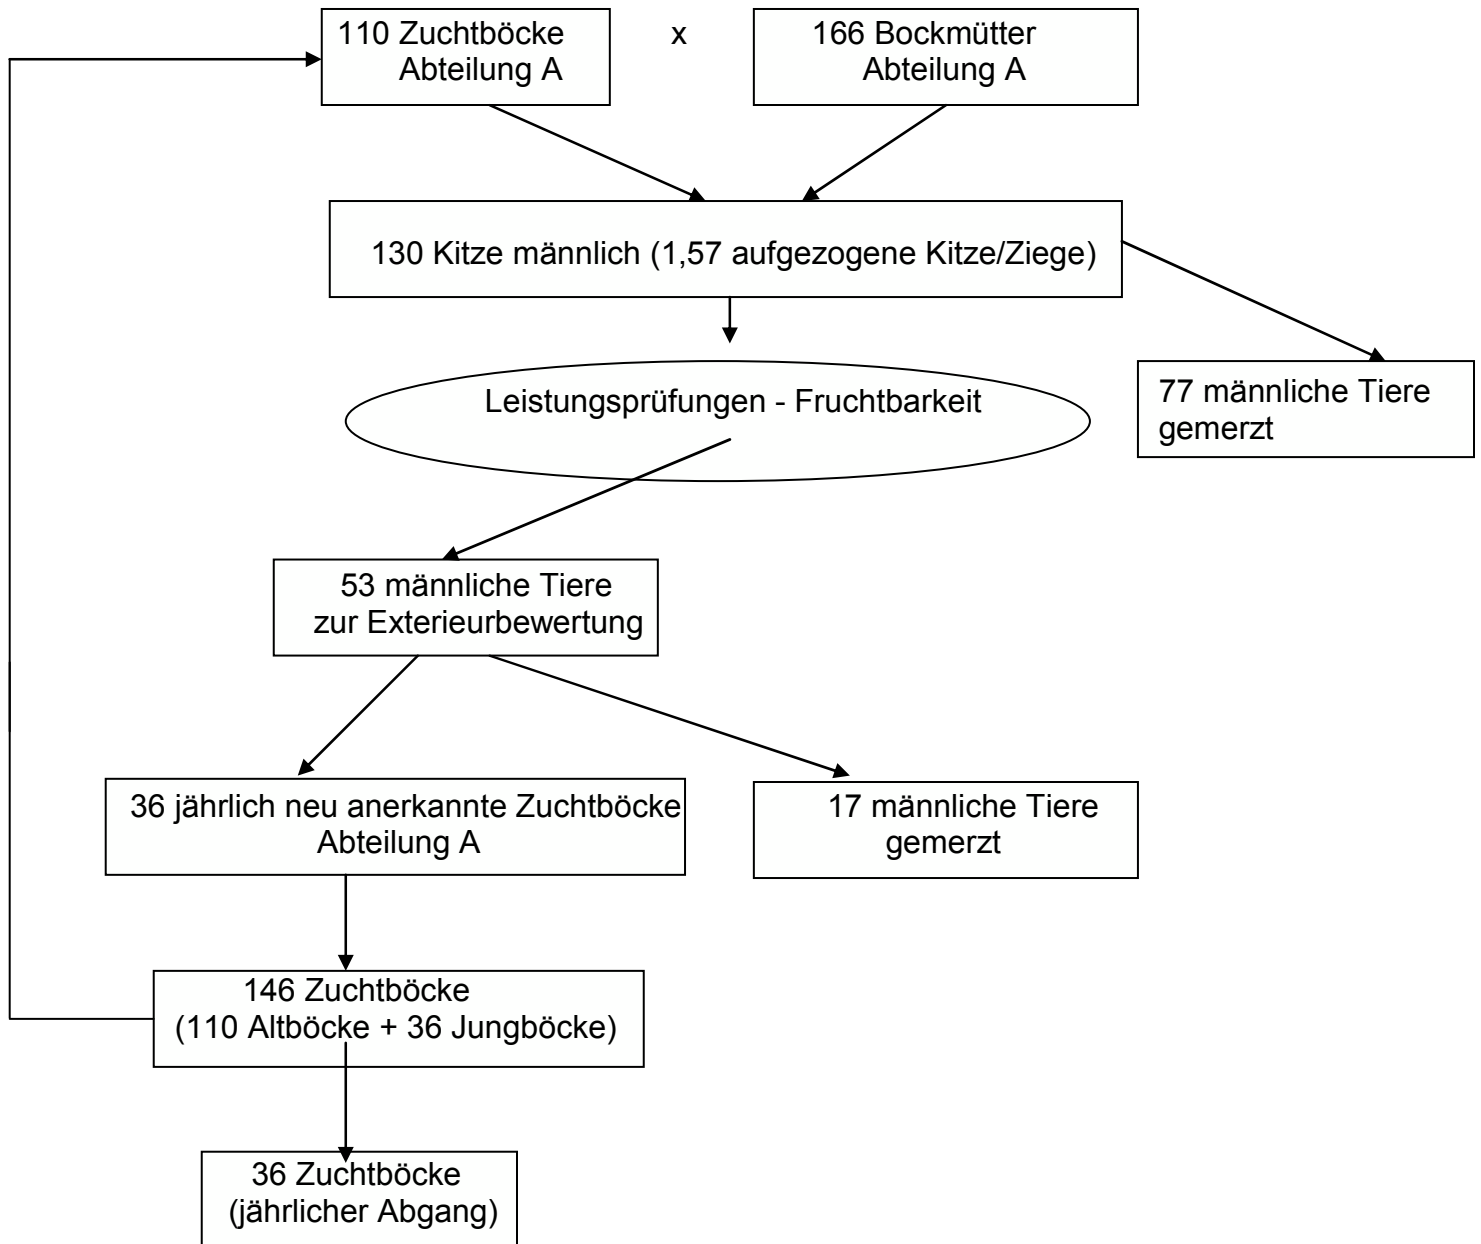 110 Zuchtböcke
Abteilung A
x
166 Bockmütter
Abteilung A
130 Kitze männlich (1,57 aufgezogene Kitze/Ziege)
Leistungsprüfungen - Fruchtbarkeit
77 männliche Tiere
gemerzt
53 männliche Tiere
zur Exterieurbewertung
36 jährlich neu anerkannte Zuchtböcke
Abteilung A
17 männliche Tiere
gemerzt
146 Zuchtböcke
(110 Altböcke + 36 Jungböcke)
36 Zuchtböcke
(jährlicher Abgang)